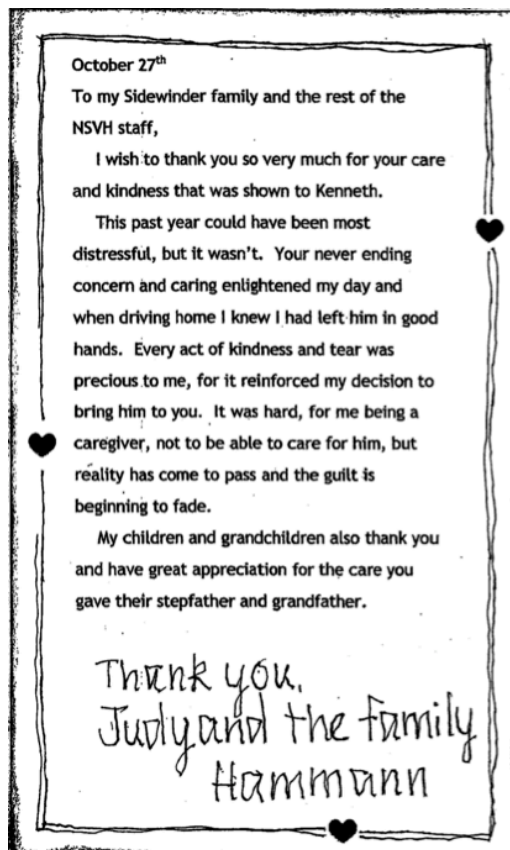 October 27th
To my Sidewinder family and the rest of the
NSVH staff,
I wish to thank you so very much for your care
and kindness that was shown to Kenneth.
This past year could have been most
distressful, but it wasn't. Your never ending
concern and caring enlightened my day and
when driving home I knew I had left him in good
hands. Every act of kindness and tear was
precious to me, for it reinforced my decision to
bring him to you. It was hard, for me being a
caregiver, not to be able to care for him, but
reality has come to pass and the guilt is
beginning to fade.
My children and grandchildren also thank you
and have great appreciation for the care you
gave their stepfather and grandfather.
Thank you,
Judy and the family
Hammann